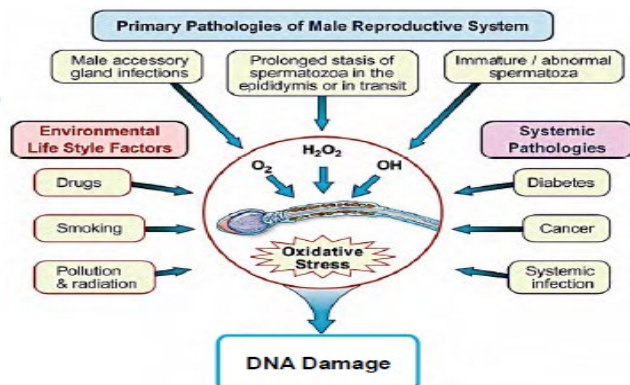 Primary Pathologies of Male Reproductive System
Male accessory
gland infections
Prolonged stasis of
spermatozoa in the
epididymis or in transit
Immature / abnormal
spermatoza
Environmental
Life Style Factors
Systemic
Pathologies
H₂O₂
O₂
OH
Drugs
Diabetes
Smoking
Cancer
Oxidative
Stress
Pollution
& radiation
Systemic
infection
DNA Damage